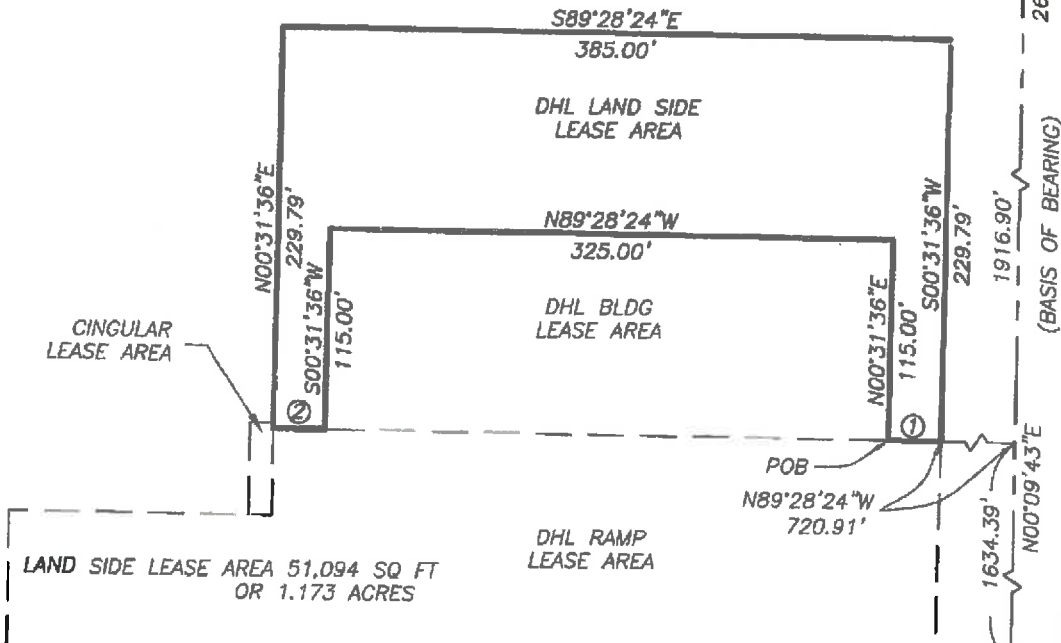 S89°28'24"E
385.00'
DHL LAND SIDE
LEASE AREA
N00°31'36"E
229.79'
S00°31'36"W
115.00'
N89°28'24"W
325.00'
DHL BLDG
LEASE AREA
N00°31'36"E
115.00'
S00°31'36"W
229.79'
1916.90'
(BASIS OF BEARING)
26
CINGULAR
LEASE AREA
②
①
POB
N89°28'24"W
720.91'
DHL RAMP
LEASE AREA
1634.39'
N00°09'43"E
LAND SIDE LEASE AREA 51,094 SQ FT
OR 1.173 ACRES